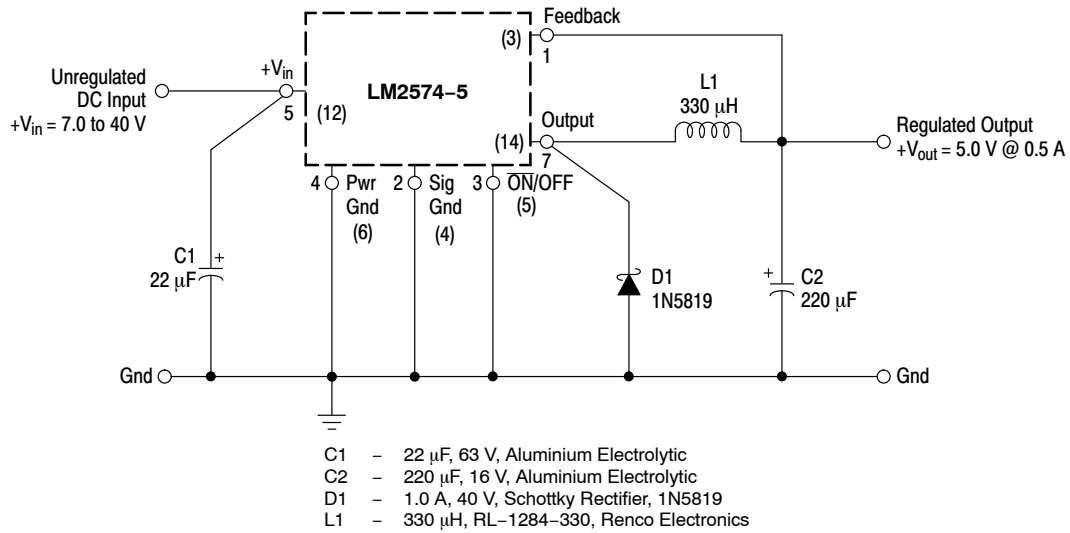 Feedback
(3)
1
+Vin
Unregulated
DC Input
+Vin = 7.0 to 40 V
5
(12)
LM2574–5
L1
330 μH
Output
(14)
7
Regulated Output
+Vout = 5.0 V @ 0.5 A
4 Pwr
Gnd
(6)
2 Sig
Gnd
(4)
3 ON/OFF
(5)
C1
22 μF
+
D1
1N5819
+
C2
220 μF
Gnd
Gnd
C1 – 22 μF, 63 V, Aluminium Electrolytic
C2 – 220 μF, 16 V, Aluminium Electrolytic
D1 – 1.0 A, 40 V, Schottky Rectifier, 1N5819
L1 – 330 μH, RL–1284–330, Renco Electronics